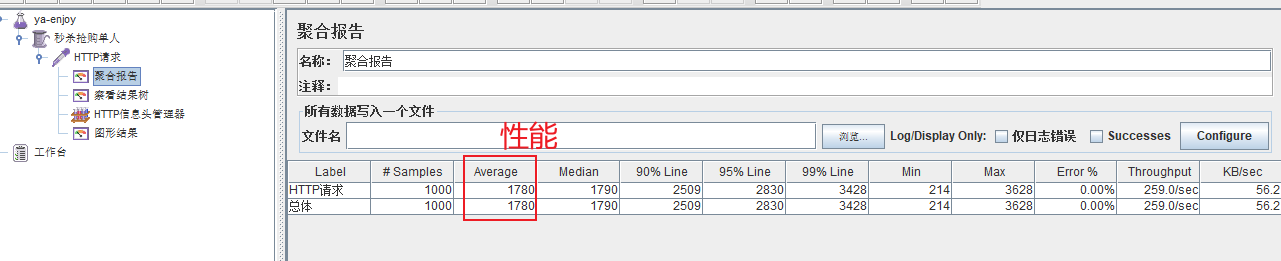 ya-enjoy
秒杀抢购单人
HTTP请求
聚合报告
察看结果树
HTTP信息头管理器
图形结果
工作台
聚合报告
名称： 聚合报告
注释：
所有数据写入一个文件
文件名 浏览... Log/Display Only: 仅日志错误 Successes Configure
性能
Label # Samples Average Median 90% Line 95% Line 99% Line Min Max Error % Throughput KB/sec
HTTP请求 1000 1780 1790 2509 2830 3428 214 3628 0.00% 259.0/sec 56.2
总体 1000 1780 1790 2509 2830 3428 214 3628 0.00% 259.0/sec 56.2